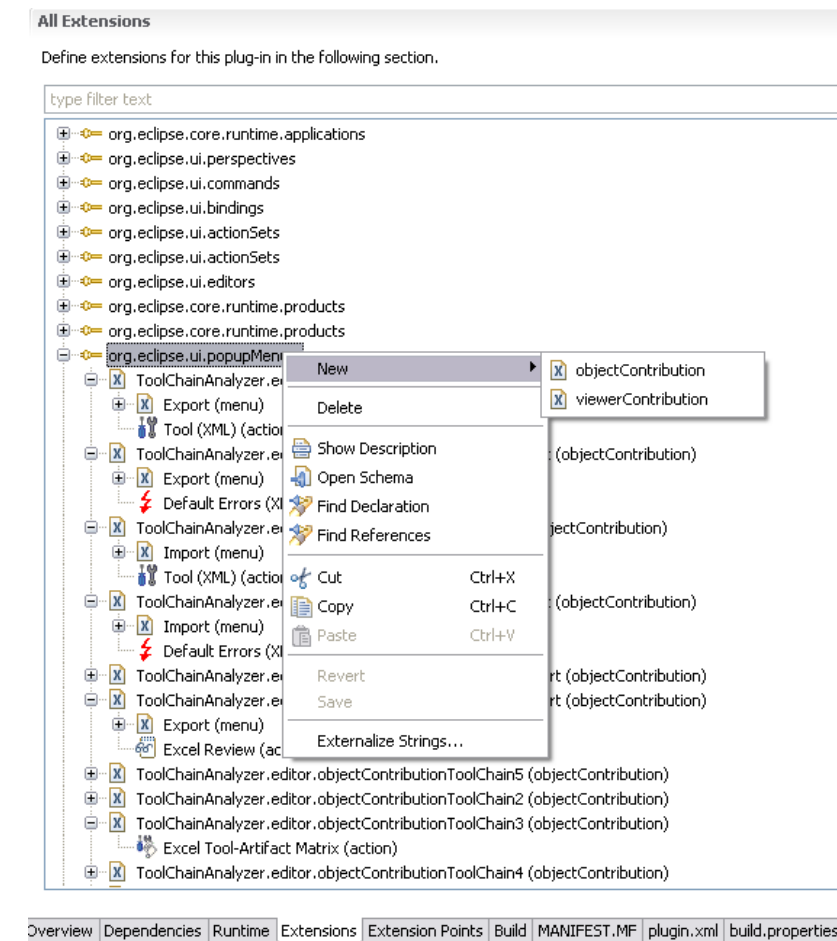 All Extensions
Define extensions for this plug-in in the following section.
type filter text
org.eclipse.core.runtime.applications
org.eclipse.ui.perspectives
org.eclipse.ui.commands
org.eclipse.ui.bindings
org.eclipse.ui.actionSets
org.eclipse.ui.actionSets
org.eclipse.ui.editors
org.eclipse.core.runtime.products
org.eclipse.core.runtime.products
org.eclipse.ui.popupMenu
New
objectContribution
viewerContribution
ToolChainAnalyzer.e
Export (menu)
Delete
Tool (XML) (action
ToolChainAnalyzer.e
Show Description
(objectContribution)
Export (menu)
Open Schema
Default Errors (X
Find Declaration
ToolChainAnalyzer.e
Find References
jectContribution)
Import (menu)
Tool (XML) (action
Cut Ctrl+X
ToolChainAnalyzer.e
Copy Ctrl+C
(objectContribution)
Import (menu)
Paste Ctrl+V
Default Errors (X
ToolChainAnalyzer.e
Revert
rt (objectContribution)
ToolChainAnalyzer.e
Save
rt (objectContribution)
Export (menu)
Externalize Strings...
Excel Review (ac
ToolChainAnalyzer.editor.objectContributionToolChain5 (objectContribution)
ToolChainAnalyzer.editor.objectContributionToolChain2 (objectContribution)
ToolChainAnalyzer.editor.objectContributionToolChain3 (objectContribution)
Excel Tool-Artifact Matrix (action)
ToolChainAnalyzer.editor.objectContributionToolChain4 (objectContribution)
Overview Dependencies Runtime Extensions Extension Points Build MANIFEST.MF plugin.xml build.properties